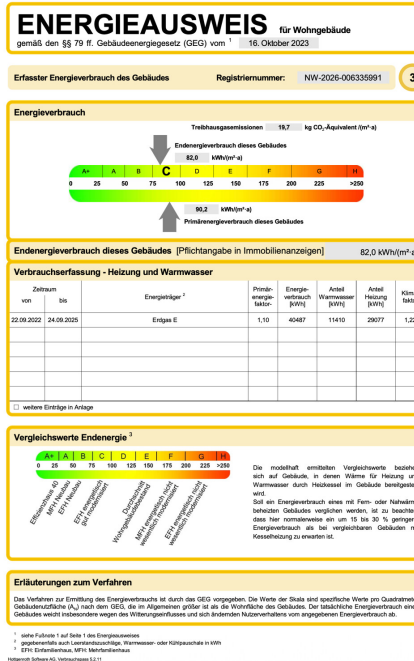 ENERGIEAUSWEIS für Wohngebäude
gemäß den §§ 79 ff. Gebäudeenergiegesetz (GEG) vom ¹ 16. Oktober 2023
Erfasster Energieverbrauch des Gebäudes Registriernummer: NW-2026-006335991 3
Energieverbrauch
Treibhausgasemissionen 19,7 kg CO₂-Äquivalent /(m²·a)
Endenergieverbrauch dieses Gebäudes
82,0 kWh/(m²·a)
A+ A B C D E F G H
0 25 50 75 100 125 150 175 200 225 >250
90,2 kWh/(m²·a)
Primärenergieverbrauch dieses Gebäudes
Endenergieverbrauch dieses Gebäudes [Pflichtangabe in Immobilienanzeigen] 82,0 kWh/(m²·a
Verbrauchserfassung - Heizung und Warmwasser
Zeitraum
von bis
Energieträger ²
Primär-
energie-
faktor-
Energie-
verbrauch
[kWh]
Anteil
Warmwasser
[kWh]
Anteil
Heizung
[kWh]
Klima
fakto
22.09.2022 24.09.2025 Erdgas E 1,10 40487 11410 29077 1,22
☐ weitere Einträge in Anlage
Vergleichswerte Endenergie ³
A+ A B C D E F G H
0 25 50 75 100 125 150 175 200 225 >250
Effizienzhaus 40
MFH Neubau
EFH Neubau
EFH energetisch
gut modernisiert
Durchschnitt
Wohngebäudebestand
MFH energetisch nicht
wesentlich modernisiert
EFH energetisch nicht
wesentlich modernisiert
Die modellhaft ermittelten Vergleichswerte beziehe
sich auf Gebäude, in denen Wärme für Heizung un
Warmwasser durch Heizkessel im Gebäude bereitgeste
wird.
Soll ein Energieverbrauch eines mit Fern- oder Nahwärm
beheizten Gebäudes verglichen werden, ist zu beachte
dass hier normalerweise ein um 15 bis 30 % geringer
Energieverbrauch als bei vergleichbaren Gebäuden m
Kesselheizung zu erwarten ist.
Erläuterungen zum Verfahren
Das Verfahren zur Ermittlung des Energieverbrauchs ist durch das GEG vorgegeben. Die Werte der Skala sind spezifische Werte pro Quadratmete
Gebäudenutzfläche (Aₙ) nach dem GEG, die im Allgemeinen größer ist als die Wohnfläche des Gebäudes. Der tatsächliche Energieverbrauch eine
Gebäudes weicht insbesondere wegen des Witterungseinflusses und sich ändernden Nutzerverhaltens vom angegebenen Energieverbrauch ab.
¹ siehe Fußnote 1 auf Seite 1 des Energieausweises
² gegebenenfalls auch Leerstandszuschläge, Warmwasser- oder Kühlpauschale in kWh
³ EFH: Einfamilienhaus, MFH: Mehrfamilienhaus
Hottgenroth Software AG, Verbrauchspass 5.2.11